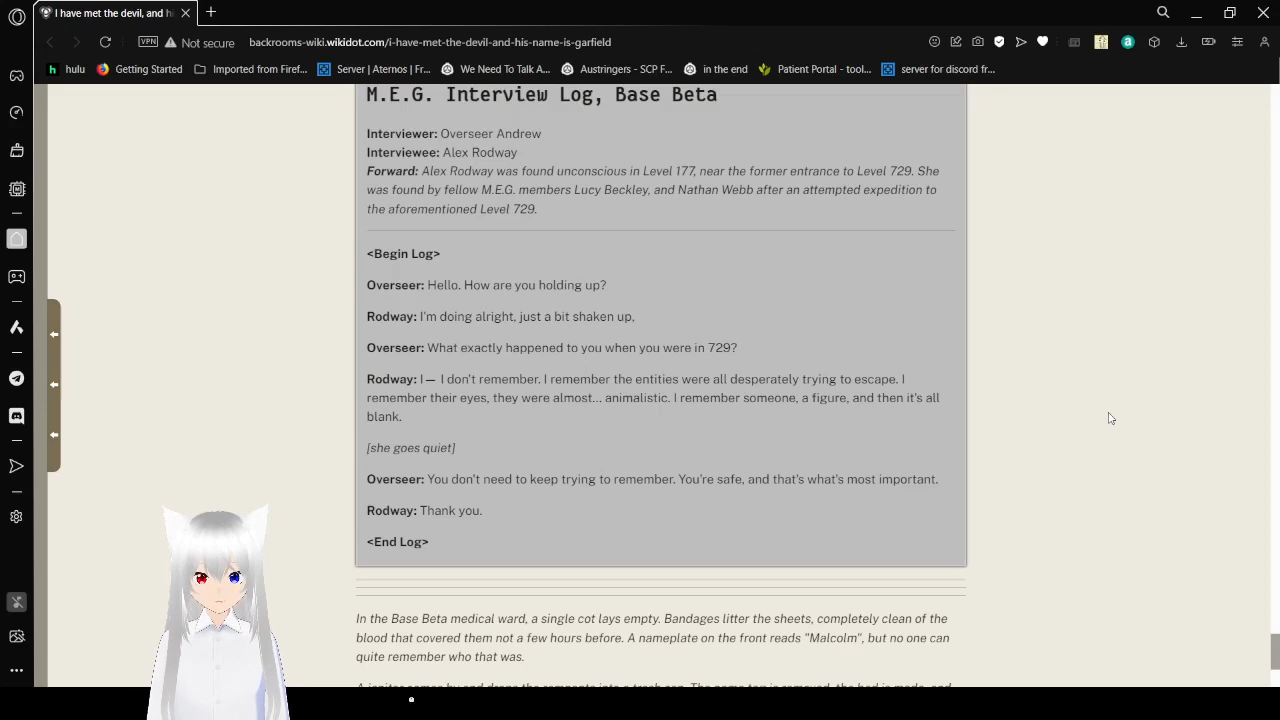 I have met the devil, and hi
Not secure
backrooms-wiki.wikidot.com/i-have-met-the-devil-and-his-name-is-garfield
VPN
hulu
Getting Started
Imported from Firef...
Server | Aternos | Fr...
We Need To Talk A...
Austringers - SCP F...
in the end
Patient Portal - tool...
server for discord fr...
M.E.G. Interview Log, Base Beta
Interviewer: Overseer Andrew
Interviewee: Alex Rodway
Forward: Alex Rodway was found unconscious in Level 177, near the former entrance to Level 729. She
was found by fellow M.E.G. members Lucy Beckley, and Nathan Webb after an attempted expedition to
the aforementioned Level 729.
<Begin Log>
Overseer: Hello. How are you holding up?
Rodway: I'm doing alright, just a bit shaken up,
Overseer: What exactly happened to you when you were in 729?
Rodway: I— I don't remember. I remember the entities were all desperately trying to escape. I
remember their eyes, they were almost... animalistic. I remember someone, a figure, and then it's all
blank.
[she goes quiet]
Overseer: You don't need to keep trying to remember. You're safe, and that's what's most important.
Rodway: Thank you.
<End Log>
In the Base Beta medical ward, a single cot lays empty. Bandages litter the sheets, completely clean of the
blood that covered them not a few hours before. A nameplate on the front reads "Malcolm", but no one can
quite remember who that was.